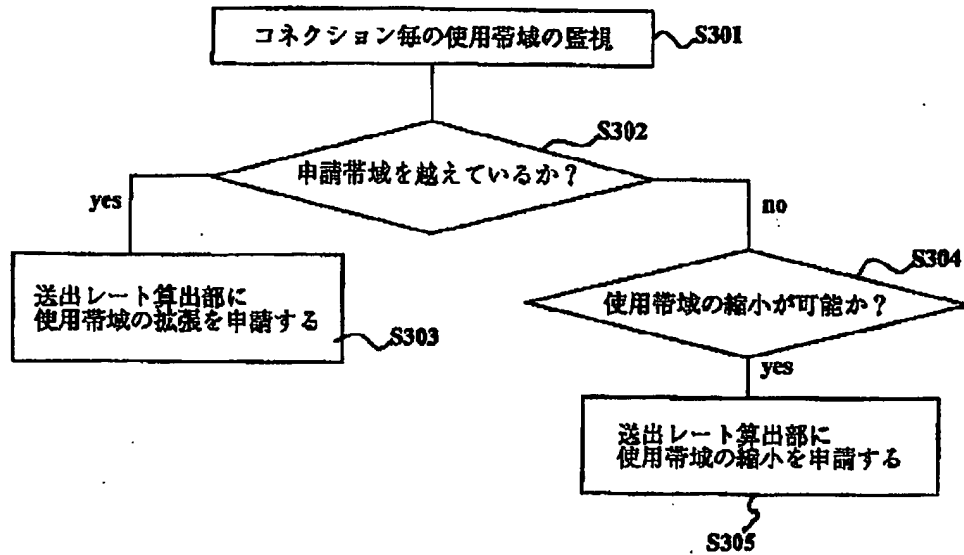 コネクション毎の使用帯域の監視
S301
S302
申請帯域を越えているか？
yes
no
S304
送出レート算出部に
使用帯域の拡張を申請する
S303
使用帯域の縮小が可能か？
yes
送出レート算出部に
使用帯域の縮小を申請する
S305